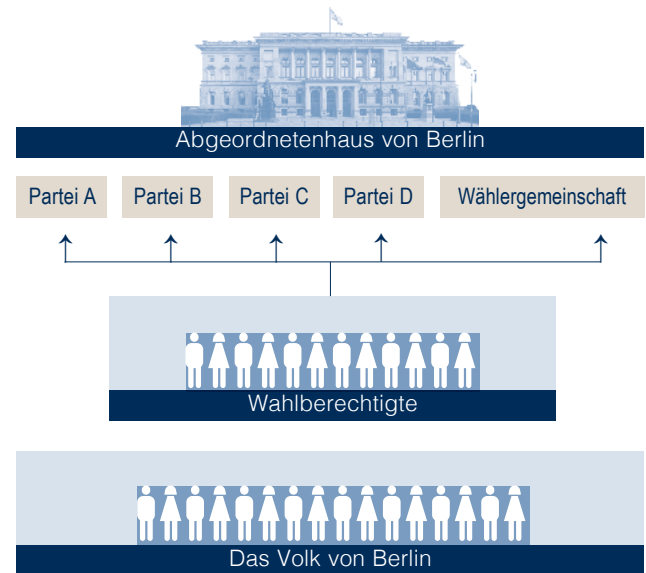 Abgeordnetenhaus von Berlin
Partei A Partei B Partei C Partei D Wählergemeinschaft
Wahlberechtigte
Das Volk von Berlin